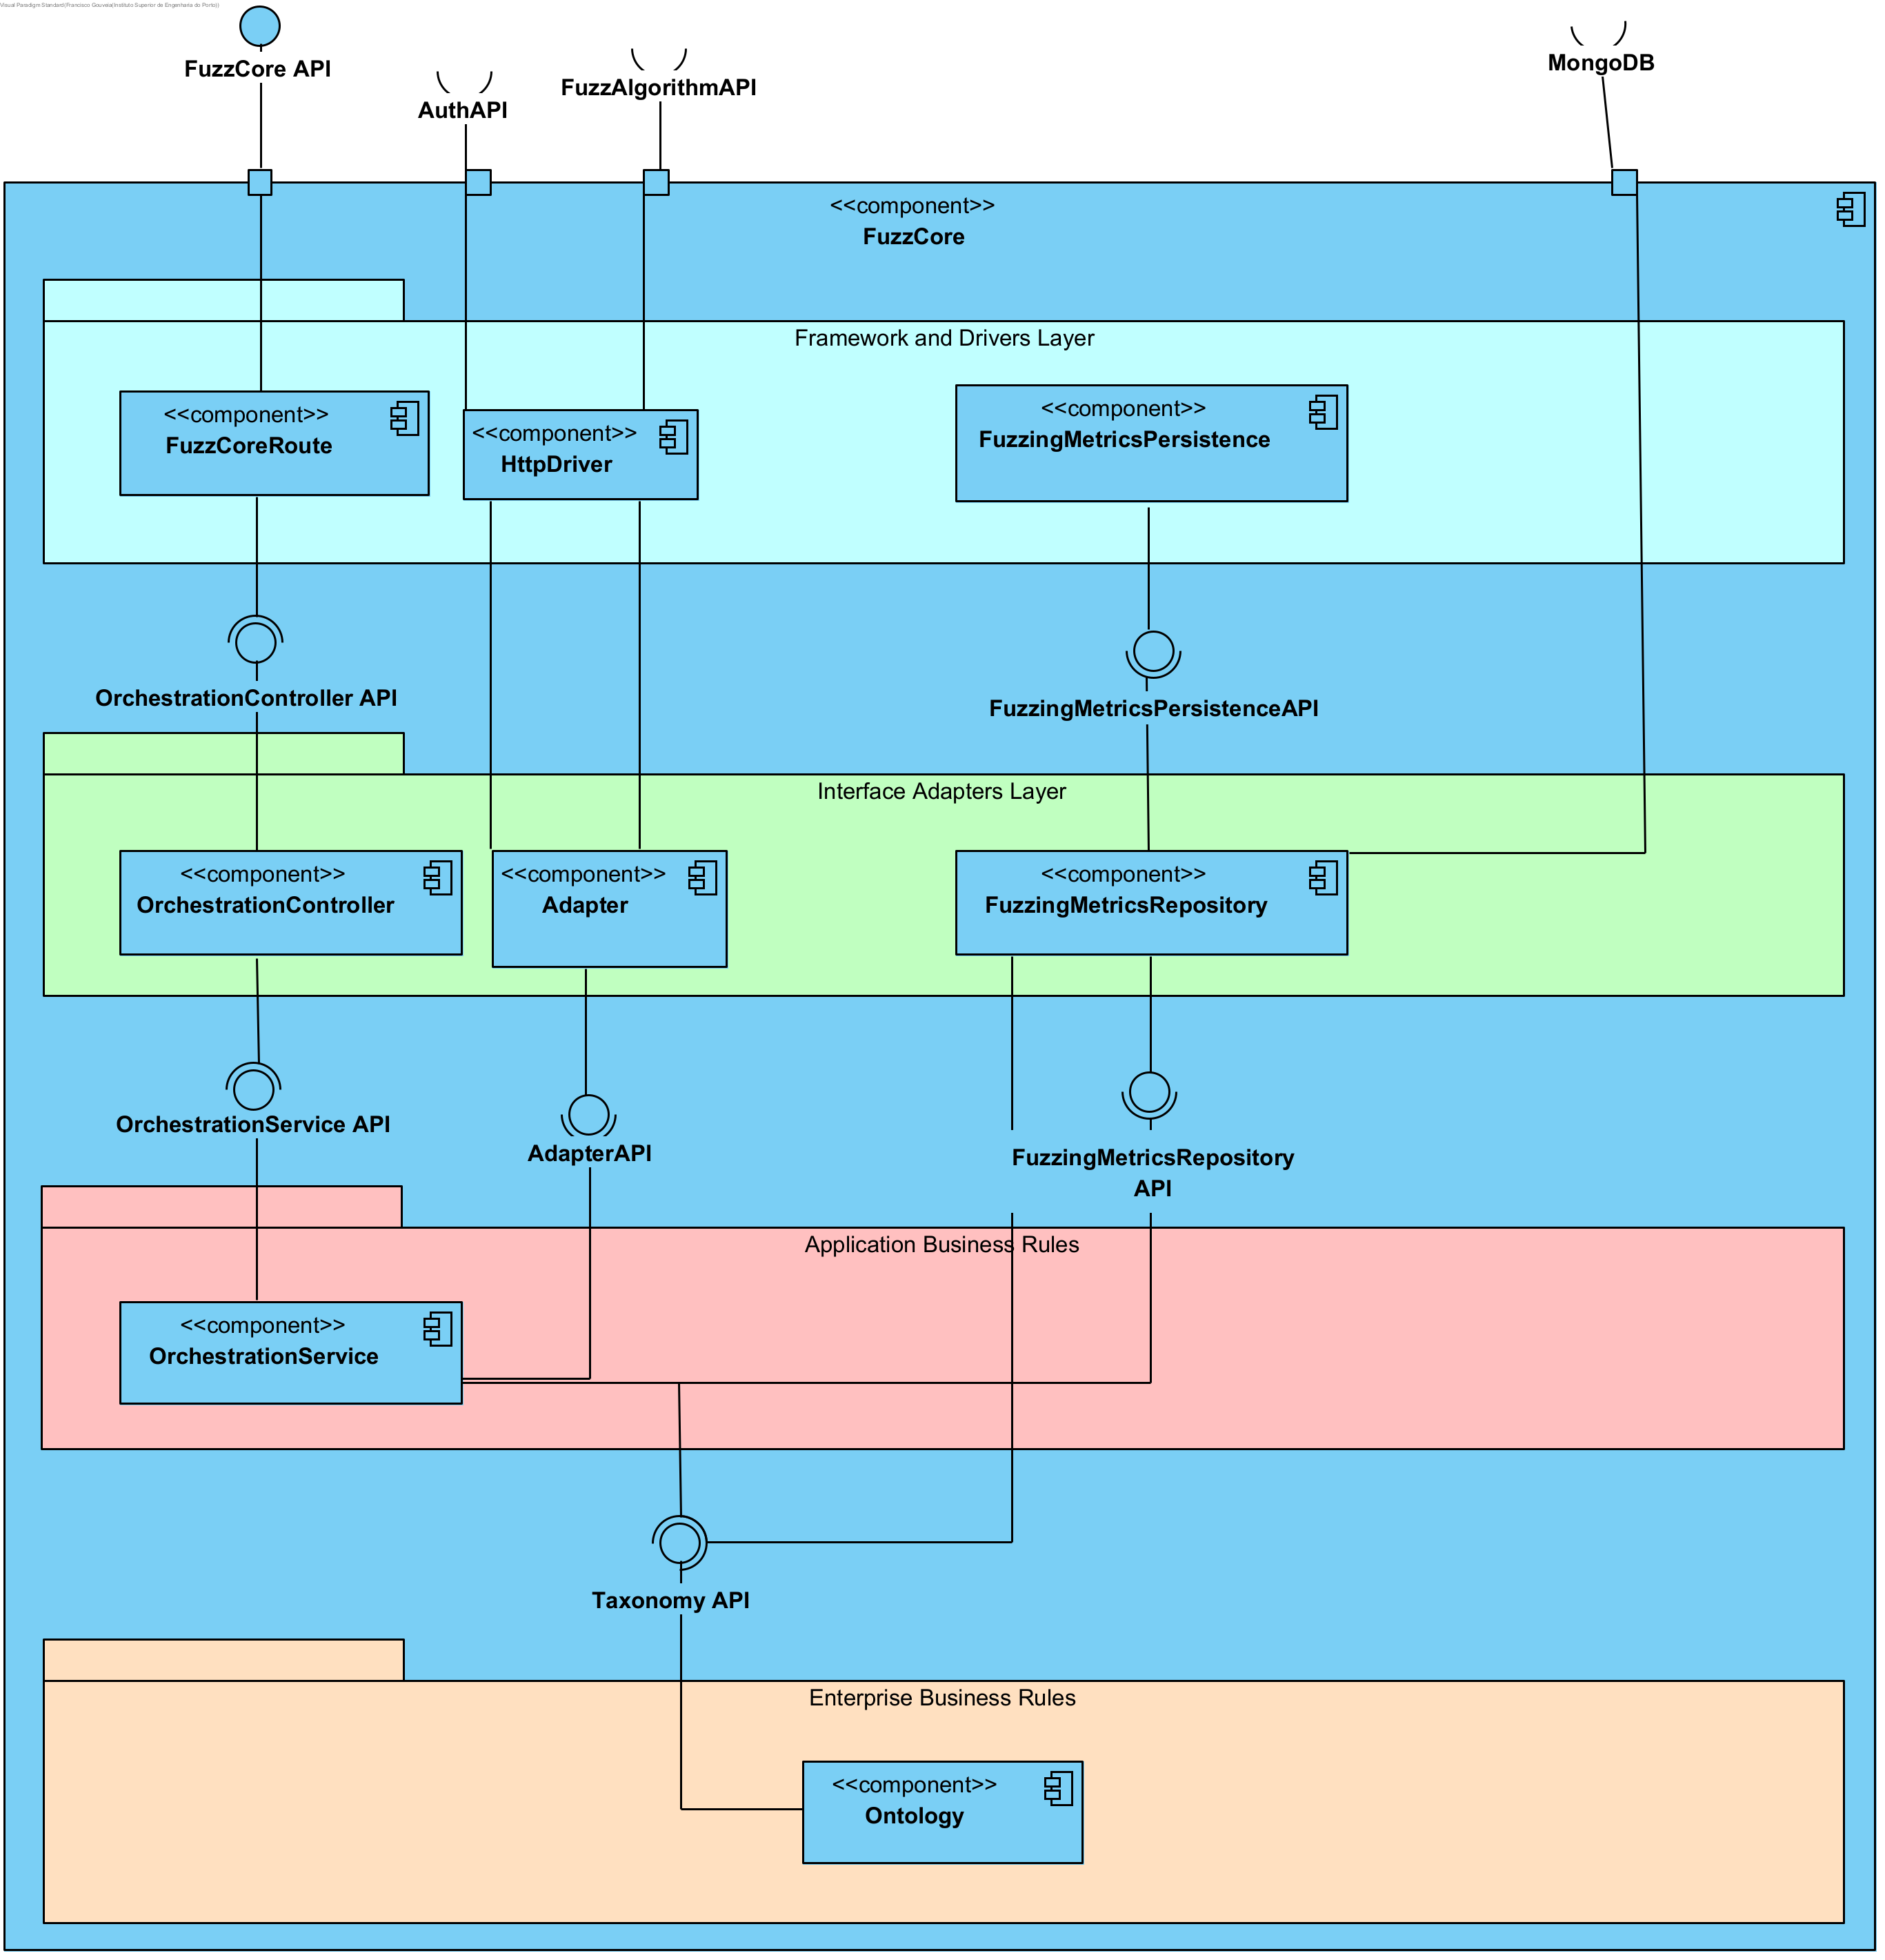 Visual Paradigm Standard(Francisco Gouveia(Instituto Superior de Engenharia do Porto))
FuzzCore API
AuthAPI
FuzzAlgorithmAPI
MongoDB
<<component>>
FuzzCore
Framework and Drivers Layer
<<component>>
FuzzCoreRoute
<<component>>
HttpDriver
<<component>>
FuzzingMetricsPersistence
OrchestrationController API
FuzzingMetricsPersistenceAPI
Interface Adapters Layer
<<component>>
OrchestrationController
<<component>>
Adapter
<<component>>
FuzzingMetricsRepository
OrchestrationService API
AdapterAPI
FuzzingMetricsRepository
API
Application Business Rules
<<component>>
OrchestrationService
Taxonomy API
Enterprise Business Rules
<<component>>
Ontology